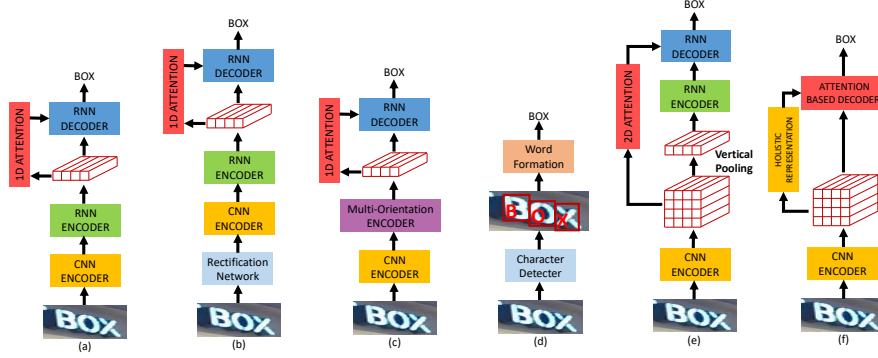 BOX
RNN
DECODER
1D ATTENTION
RNN
ENCODER
CNN
ENCODER
BOX
(a)
BOX
RNN
DECODER
1D ATTENTION
RNN
ENCODER
CNN
ENCODER
Rectification
Network
BOX
(b)
BOX
RNN
DECODER
1D ATTENTION
Multi-Orientation
ENCODER
CNN
ENCODER
BOX
(c)
BOX
Word
Formation
BOX
B O X
Character
Detecter
BOX
(d)
BOX
RNN
DECODER
2D ATTENTION
RNN
ENCODER
Vertical
Pooling
CNN
ENCODER
BOX
(e)
BOX
ATTENTION
BASED DECODER
HOLISTIC
REPRESENTATION
CNN
ENCODER
BOX
(f)